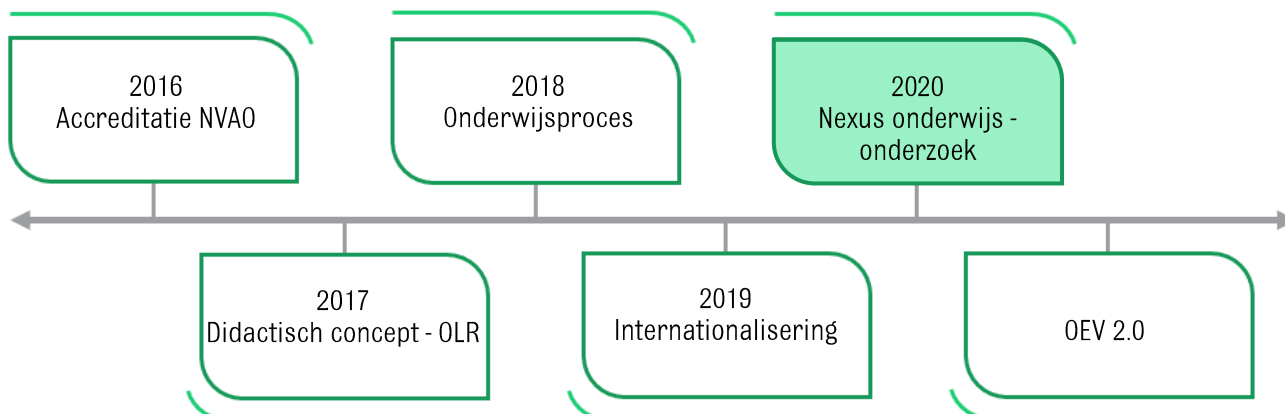 2016
Accreditatie NVAO
2018
Onderwijsproces
2020
Nexus onderwijs -
onderzoek
2017
Didactisch concept - OLR
2019
Internationalisering
OEV 2.0